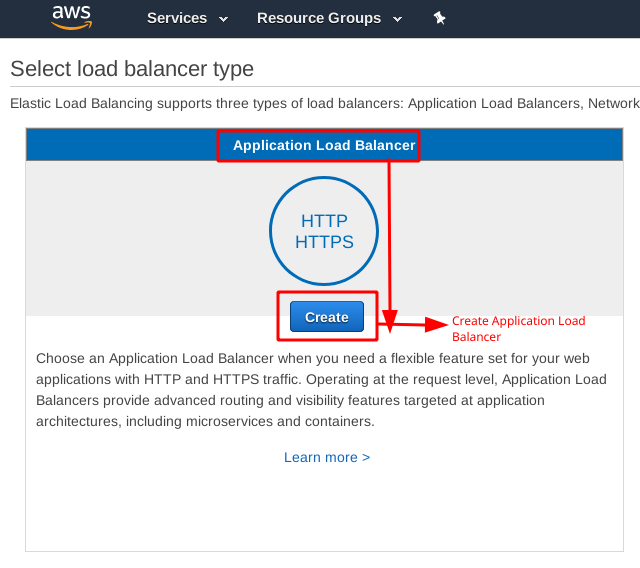 aws
Services
Resource Groups
Select load balancer type
Elastic Load Balancing supports three types of load balancers: Application Load Balancers, Network
Application Load Balancer
HTTP
HTTPS
Create
Create Application Load
Balancer
Choose an Application Load Balancer when you need a flexible feature set for your web
applications with HTTP and HTTPS traffic. Operating at the request level, Application Load
Balancers provide advanced routing and visibility features targeted at application
architectures, including microservices and containers.
Learn more >